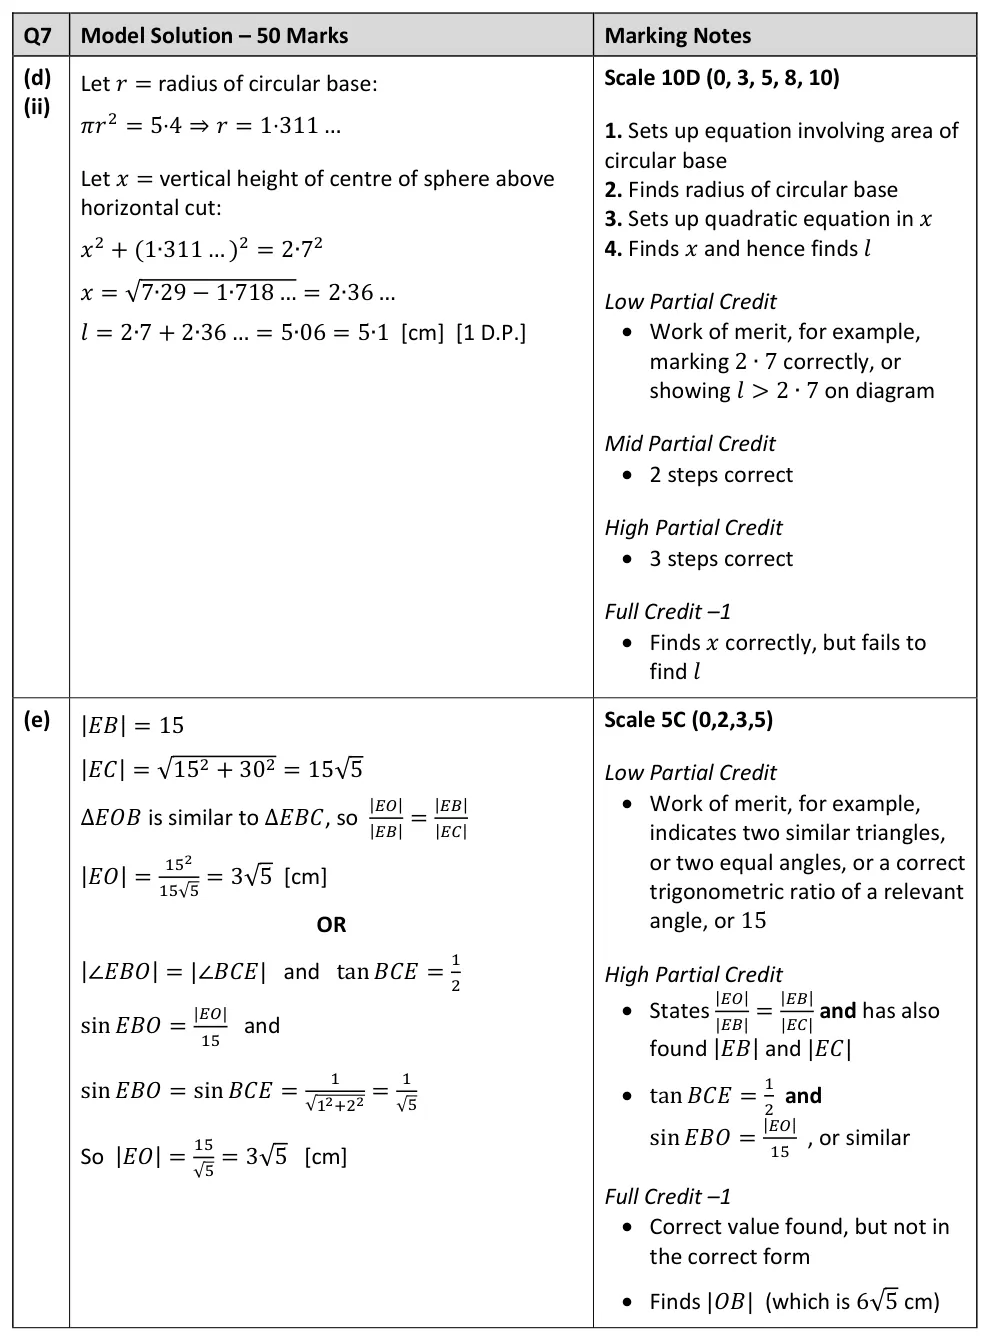 Q7 Model Solution – 50 Marks Marking Notes
(d)
(ii)
Let r = radius of circular base:
πr² = 5·4 ⇒ r = 1·311 …
Let x = vertical height of centre of sphere above
horizontal cut:
x² + (1·311 … )² = 2·7²
x = √(7·29 − 1·718 …) = 2·36 …
l = 2·7 + 2·36 … = 5·06 = 5·1 [cm] [1 D.P.]
Scale 10D (0, 3, 5, 8, 10)
1. Sets up equation involving area of
circular base
2. Finds radius of circular base
3. Sets up quadratic equation in x
4. Finds x and hence finds l
Low Partial Credit
• Work of merit, for example,
marking 2 · 7 correctly, or
showing l > 2 · 7 on diagram
Mid Partial Credit
• 2 steps correct
High Partial Credit
• 3 steps correct
Full Credit –1
• Finds x correctly, but fails to
find l
(e)
|EB| = 15
|EC| = √(15² + 30²) = 15√5
ΔEOB is similar to ΔEBC, so |EO|/|EB| = |EB|/|EC|
|EO| = 15²/15√5 = 3√5 [cm]
OR
|∠EBO| = |∠BCE| and tan BCE = 1/2
sin EBO = |EO|/15 and
sin EBO = sin BCE = 1/√(1²+2²) = 1/√5
So |EO| = 15/√5 = 3√5 [cm]
Scale 5C (0,2,3,5)
Low Partial Credit
• Work of merit, for example,
indicates two similar triangles,
or two equal angles, or a correct
trigonometric ratio of a relevant
angle, or 15
High Partial Credit
• States |EO|/|EB| = |EB|/|EC| and has also
found |EB| and |EC|
• tan BCE = 1/2 and
sin EBO = |EO|/15 , or similar
Full Credit –1
• Correct value found, but not in
the correct form
• Finds |OB| (which is 6√5 cm)